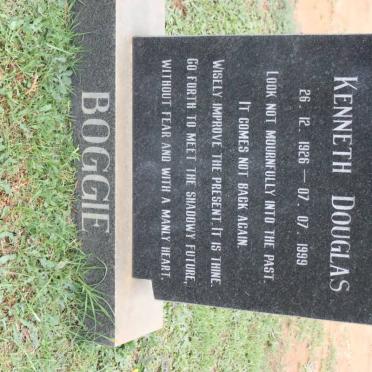 KENNETH DOUGLAS
26 12 1926 — 07. 07 1999
LOOK NOT MOURNFULLY INTO THE PAST.
IT COMES NOT BACK AGAIN.
WISELY IMPROVE THE PRESENT. IT IS THINE.
GO FORTH TO MEET THE SHADOWY FUTURE,
WITHOUT FEAR AND WITH A MANLY HEART.
BOGGIE